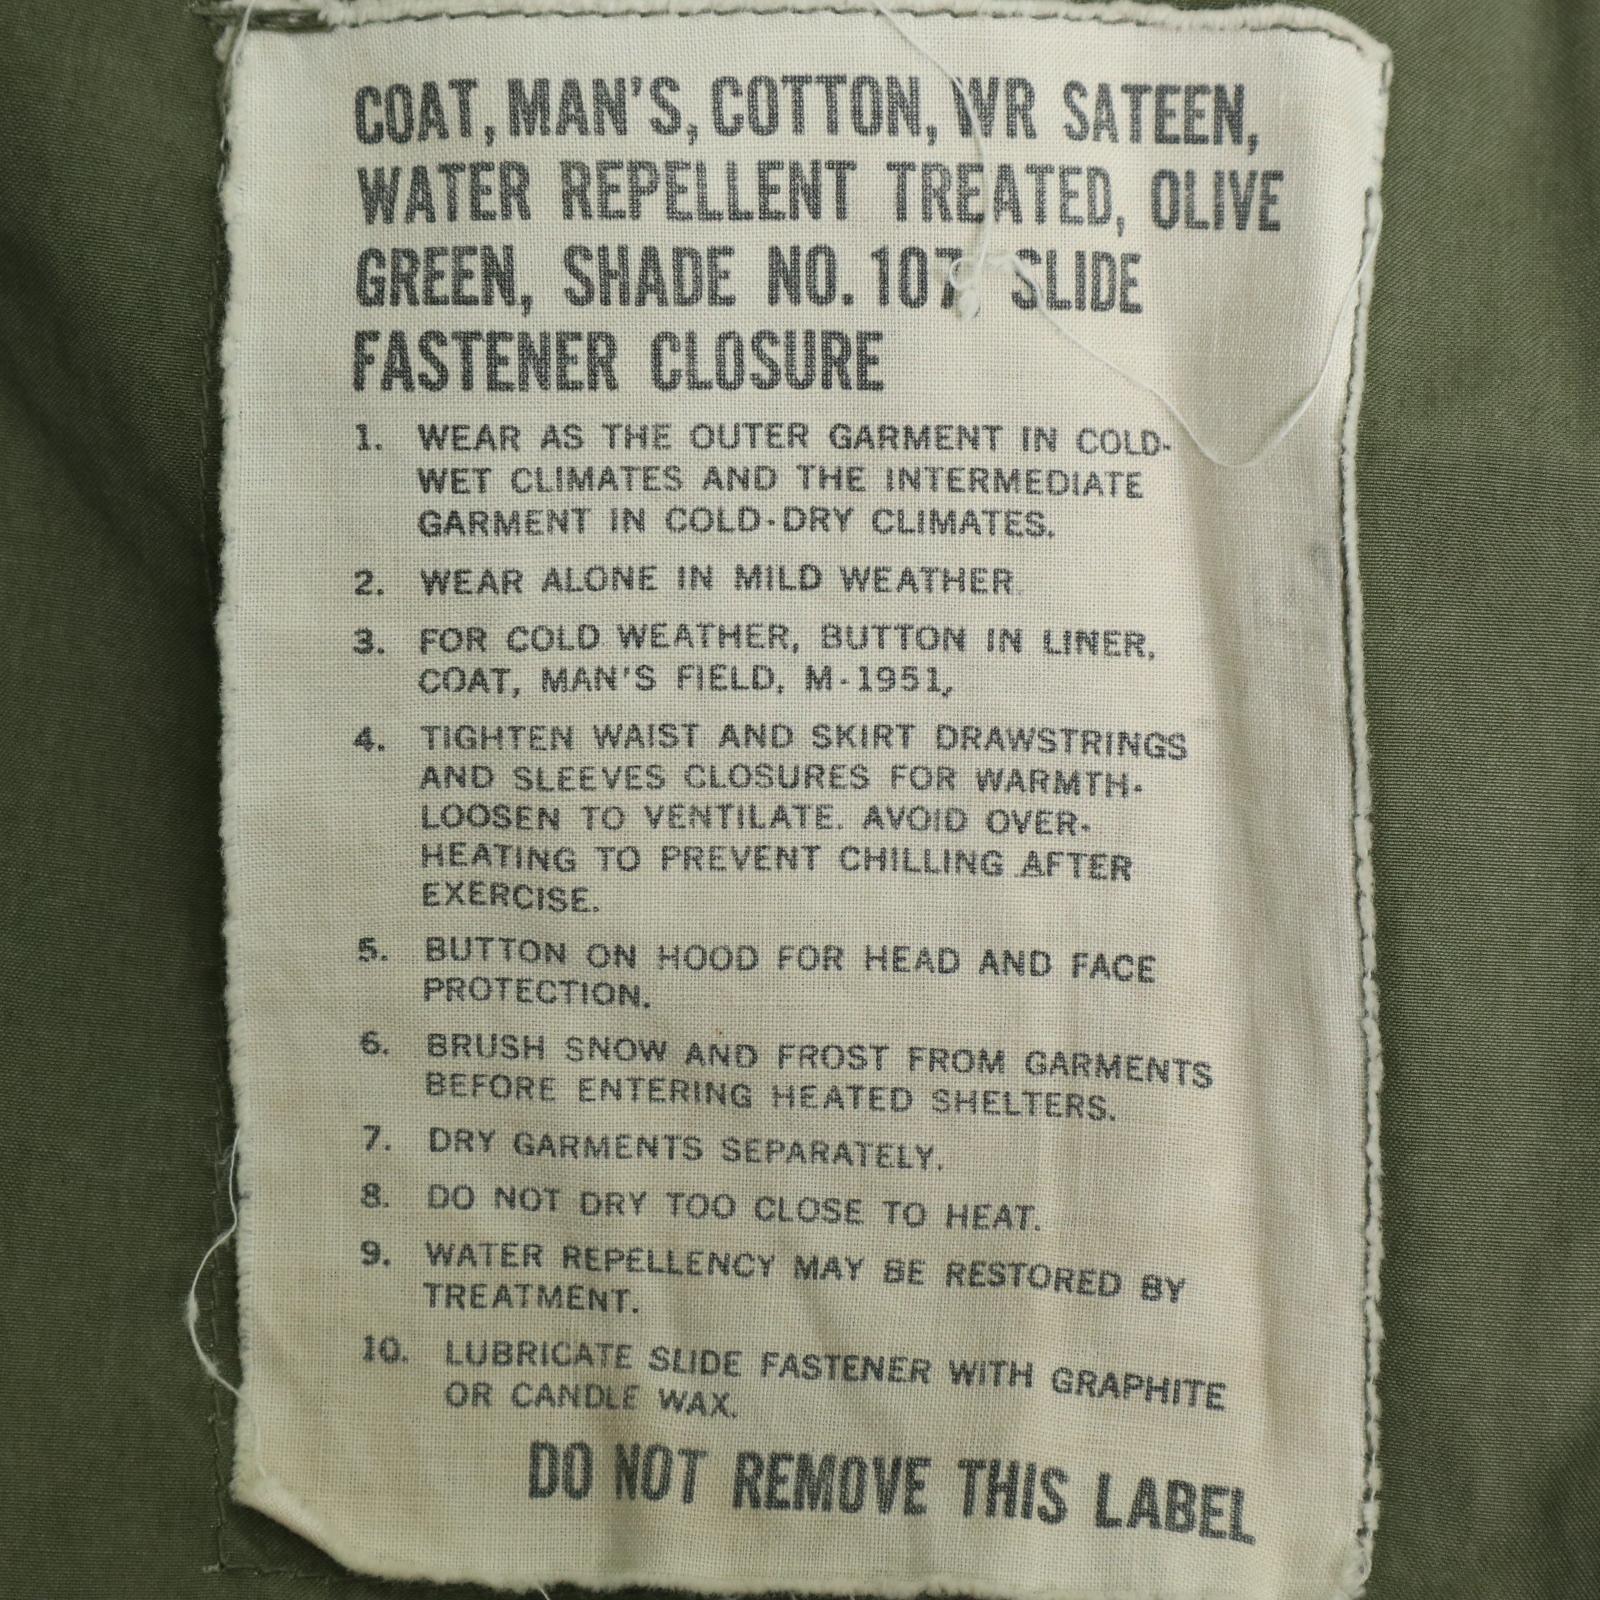 COAT, MAN'S, COTTON, WR SATEEN,
WATER REPELLENT TREATED, OLIVE
GREEN, SHADE NO. 107 SLIDE
FASTENER CLOSURE
1. WEAR AS THE OUTER GARMENT IN COLD-
WET CLIMATES AND THE INTERMEDIATE
GARMENT IN COLD-DRY CLIMATES.
2. WEAR ALONE IN MILD WEATHER.
3. FOR COLD WEATHER, BUTTON IN LINER,
COAT, MAN'S FIELD, M-1951,
4. TIGHTEN WAIST AND SKIRT DRAWSTRINGS
AND SLEEVES CLOSURES FOR WARMTH-
LOOSEN TO VENTILATE. AVOID OVER-
HEATING TO PREVENT CHILLING AFTER
EXERCISE.
5. BUTTON ON HOOD FOR HEAD AND FACE
PROTECTION.
6. BRUSH SNOW AND FROST FROM GARMENTS
BEFORE ENTERING HEATED SHELTERS.
7. DRY GARMENTS SEPARATELY.
8. DO NOT DRY TOO CLOSE TO HEAT.
9. WATER REPELLENCY MAY BE RESTORED BY
TREATMENT.
10. LUBRICATE SLIDE FASTENER WITH GRAPHITE
OR CANDLE WAX.
DO NOT REMOVE THIS LABEL